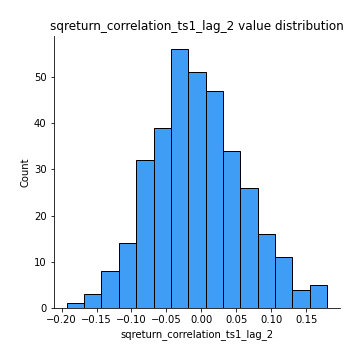 sqreturn_correlation_ts1_lag_2 value distribution
50
40
30
20
10
0
Count
−0.20 −0.15 −0.10 −0.05 0.00 0.05 0.10 0.15
sqreturn_correlation_ts1_lag_2